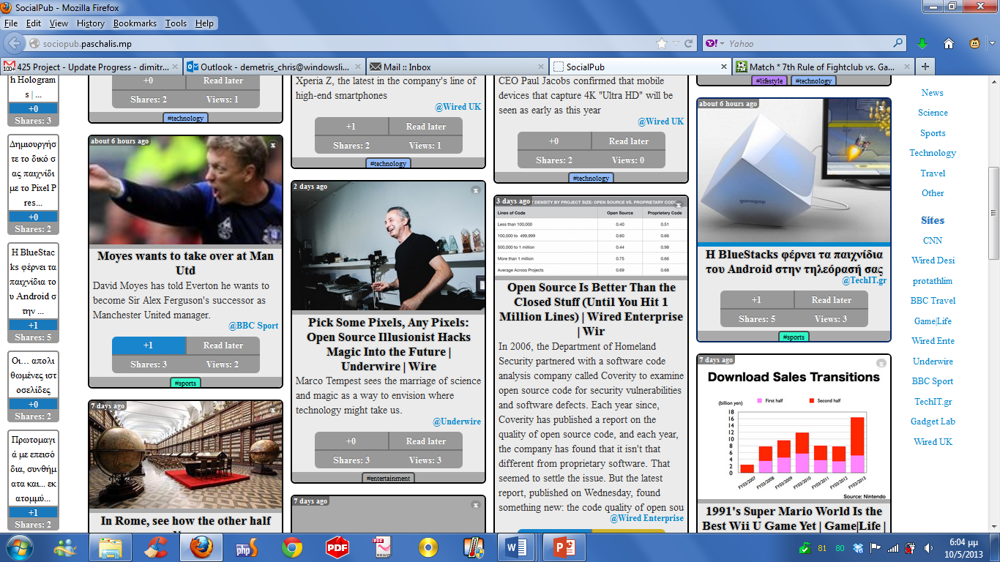 SocialPub - Mozilla Firefox
File Edit View History Bookmarks Tools Help
sociopub.paschalis.mp
Yahoo
425 Project - Update Progress - dimitr...
Outlook - demetris_chris@windowsli...
Mail :: Inbox
SocialPub
Match * 7th Rule of Fightclub vs. Ga...
h Hologram
s | ...
+0
Shares: 3
Δημιουργήσ
τε το δικό σ
ας παιχνίδι
με το Pixel P
res...
+0
Shares: 2
Η BlueStac
ks φέρνει τα
παιχνίδια το
υ Android σ
την ...
+1
Shares: 5
Οι… απολι
θωμένες ιστ
οσελίδες
+0
Shares: 2
Πρωτομαγι
ά με επεισό
δια, συνθήμ
ατα και... εκ
ατομμύ...
+1
Shares: 2
+0
Shares: 2 Views: 1
#technology
about 6 hours ago
x
Moyes wants to take over at Man
Utd
David Moyes has told Everton he wants to
become Sir Alex Ferguson's successor as
Manchester United manager.
@BBC Sport
+1 Read later
Shares: 3 Views: 2
#sports
7 days ago
x
In Rome, see how the other half
Xperia Z, the latest in the company's line of
high-end smartphones
@Wired UK
+1 Read later
Shares: 2 Views: 1
#technology
2 days ago
x
Pick Some Pixels, Any Pixels:
Open Source Illusionist Hacks
Magic Into the Future |
Underwire | Wire
Marco Tempest sees the marriage of science
and magic as a way to envision where
technology might take us.
@Underwire
+0 Read later
Shares: 3 Views: 3
#entertainment
7 days ago
x
CEO Paul Jacobs confirmed that mobile
devices that capture 4K "Ultra HD" will be
seen as early as this year
@Wired UK
+0 Read later
Shares: 2 Views: 0
#technology
3 days ago
DENSITY BY PROJECT SIZE: OPEN SOURCE VS. PROPRIETARY CODE
x
Lines of Code Open Source Proprietary Code
Less than 100,000 0.40 0.51
100,000 to 499,999 0.60 0.66
500,000 to 1 million 0.44 0.98
More than 1 million 0.75 0.66
Average Across Projects 0.69 0.68
Open Source Is Better Than the
Closed Stuff (Until You Hit 1
Million Lines) | Wired Enterprise
| Wir
In 2006, the Department of Homeland
Security partnered with a software code
analysis company called Coverity to examine
open source code for security vulnerabilities
and software defects. Each year since,
Coverity has published a report on the
quality of open source code, and each year,
the company has found that it isn't that
different from proprietary software. That
seemed to settle the issue. But the latest
report, published on Wednesday, found
something new: the code quality of open sou
@Wired Enterprise
#lifestyle #technology
about 6 hours ago
gamepop
Η BlueStacks φέρνει τα παιχνίδια
του Android στην τηλεόρασή σας
@TechIT.gr
+1 Read later
Shares: 5 Views: 3
#sports
7 days ago
x
Download Sales Transitions
(billion yen)
First half Second half
18
16
14
12
10
8
6
4
2
0
FY03/2007 FY03/2008 FY03/2009 FY03/2010 FY03/2011 FY03/2012 FY03/2013
Source: Nintendo
1991's Super Mario World Is the
Best Wii U Game Yet | Game|Life |
News
Science
Sports
Technology
Travel
Other
Sites
CNN
Wired Desi
protathlim
BBC Travel
Game|Life
Wired Ente
Underwire
BBC Sport
TechIT.gr
Gadget Lab
Wired UK
php
PDF
81 80
6:04 μμ
10/5/2013